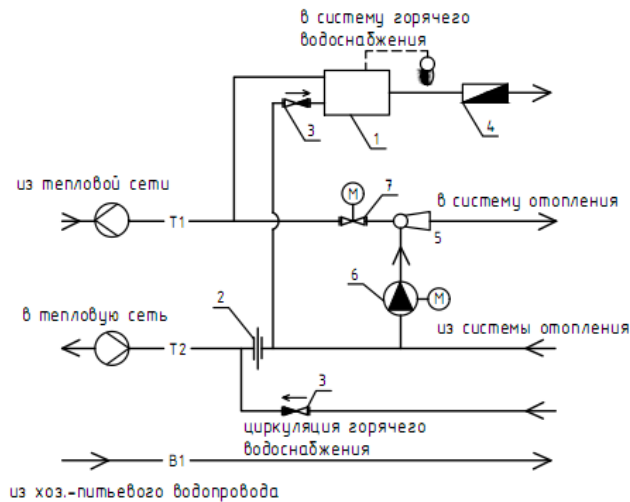 в систему горячего
водоснабжения
3
1
4
из тепловой сети
М
7
в систему отопления
Т1
5
6
М
2
в тепловую сеть
из системы отопления
Т2
3
циркуляция горячего
водоснабжения
В1
из хоз.-питьевого водопровода